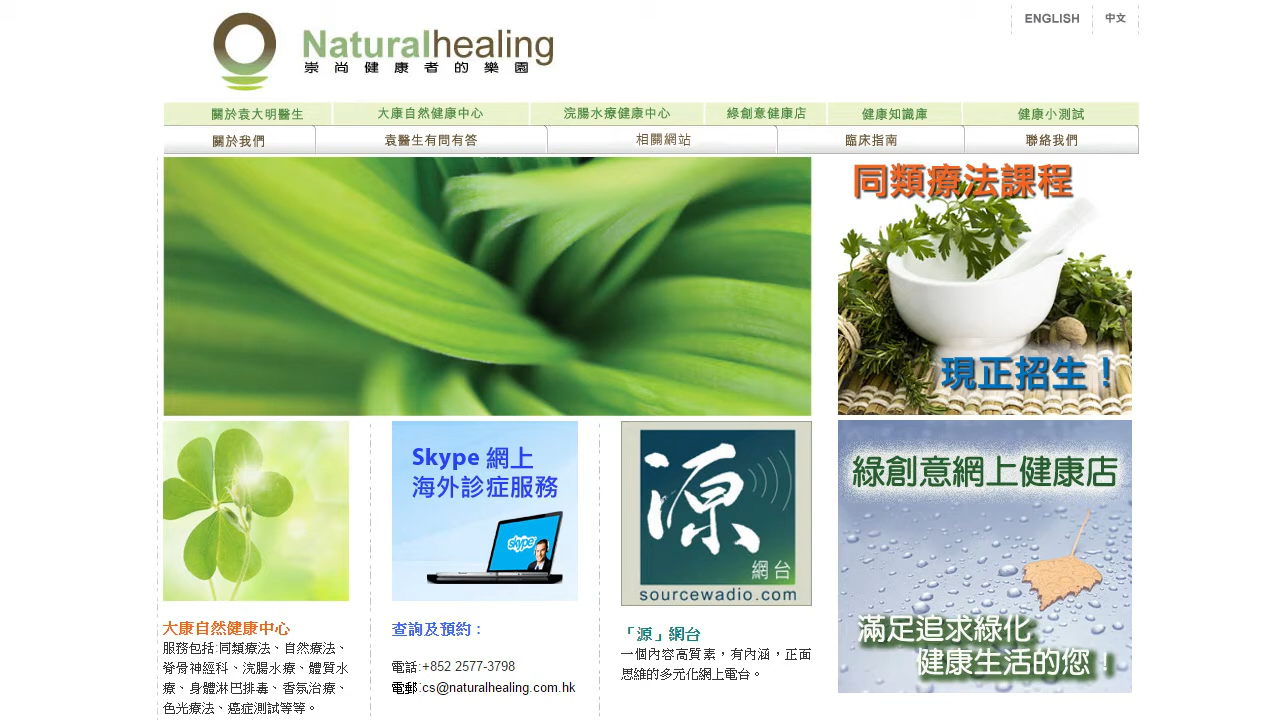 ENGLISH 中文
Naturalhealing
崇尚健康者的樂園
關於袁大明醫生 大康自然健康中心 浣腸水療健康中心 綠創意健康店 健康知識庫 健康小測試
關於我們 袁醫生有問有答 相關網站 臨床指南 聯絡我們
同類療法課程
現正招生！
Skype 網上
海外診症服務
skype
源
網台
sourcewadio.com
綠創意網上健康店
滿足追求綠化
健康生活的您！
大康自然健康中心
服務包括:同類療法、自然療法、
脊骨神經科、浣腸水療、體質水
療、身體淋巴排毒、香氛治療、
色光療法、癌症測試等等。
查詢及預約：
電話:+852 2577-3798
電郵:cs@naturalhealing.com.hk
「源」網台
一個內容高質素，有內涵，正面
思維的多元化網上電台。